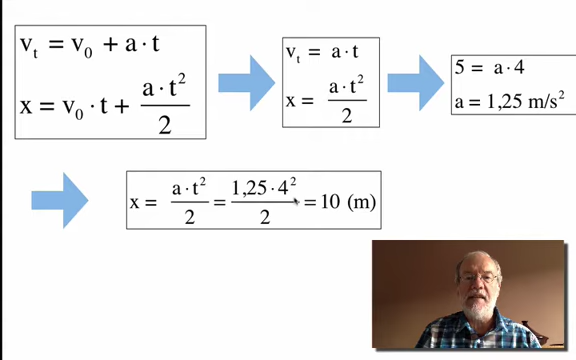 v_t = v_0 + a · t
x = v_0 · t + a · t² / 2
v_t = a · t
x = a · t² / 2
5 = a · 4
a = 1,25 m/s²
x = a · t² / 2 = 1,25 · 4² / 2 = 10 (m)